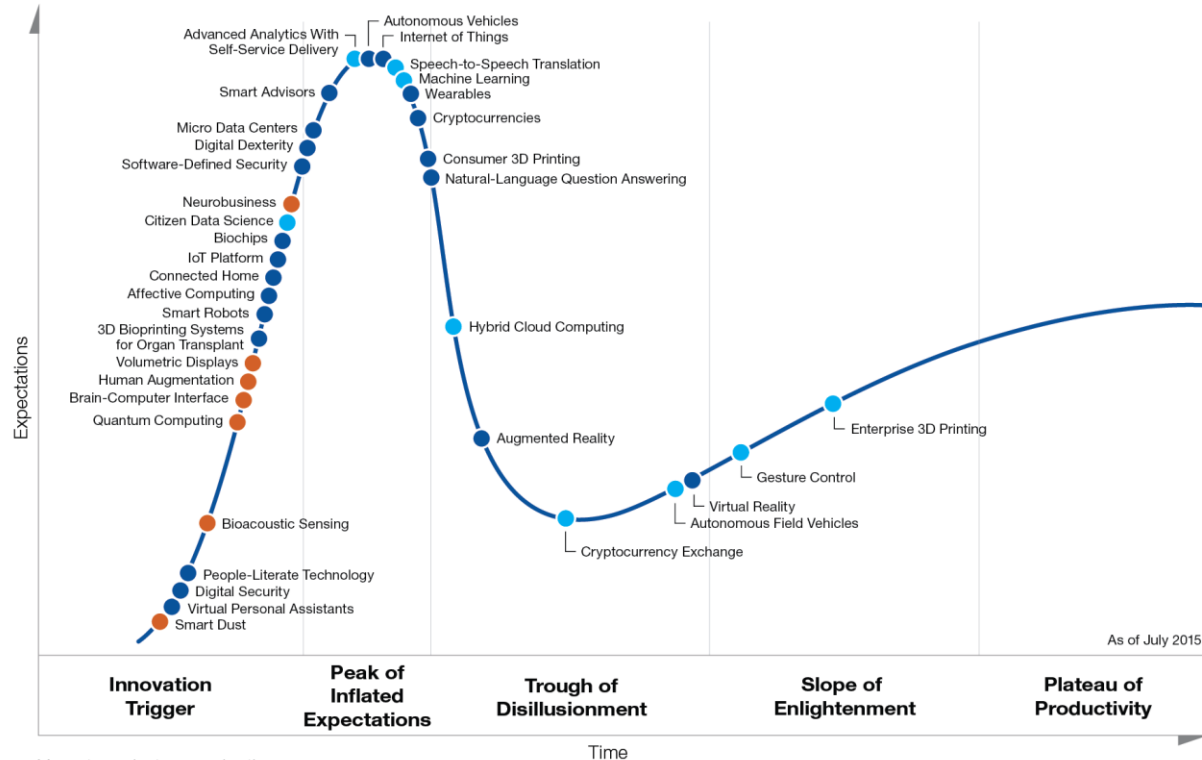 Expectations
Autonomous Vehicles
Advanced Analytics With
Self-Service Delivery
Internet of Things
Speech-to-Speech Translation
Machine Learning
Smart Advisors
Wearables
Cryptocurrencies
Micro Data Centers
Digital Dexterity
Software-Defined Security
Consumer 3D Printing
Natural-Language Question Answering
Neurobusiness
Citizen Data Science
Biochips
IoT Platform
Connected Home
Affective Computing
Smart Robots
3D Bioprinting Systems
for Organ Transplant
Volumetric Displays
Human Augmentation
Brain-Computer Interface
Quantum Computing
Hybrid Cloud Computing
Augmented Reality
Enterprise 3D Printing
Gesture Control
Virtual Reality
Autonomous Field Vehicles
Cryptocurrency Exchange
Bioacoustic Sensing
People-Literate Technology
Digital Security
Virtual Personal Assistants
Smart Dust
As of July 2015
Innovation
Trigger
Peak of
Inflated
Expectations
Trough of
Disillusionment
Slope of
Enlightenment
Plateau of
Productivity
Time